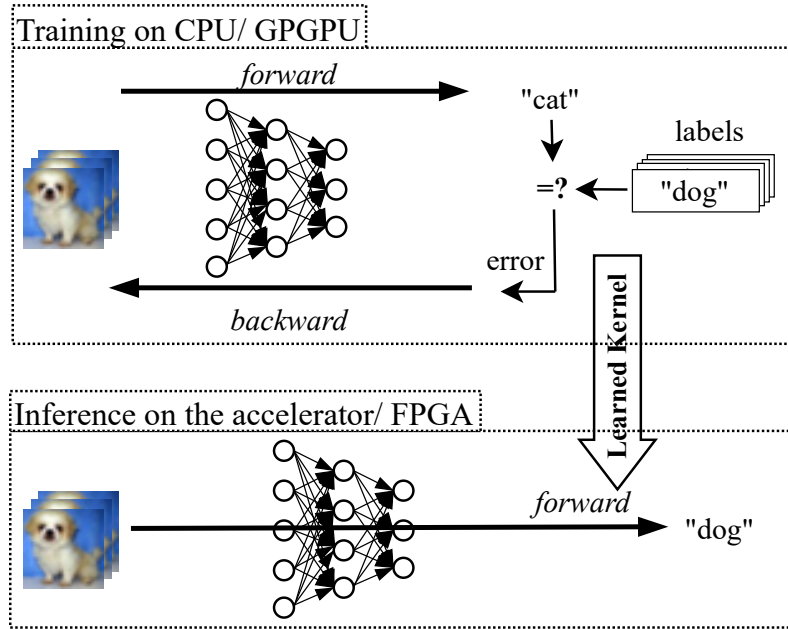 Training on CPU/ GPGPU
forward
"cat"
labels
=?
"dog"
error
backward
Learned Kernel
Inference on the accelerator/ FPGA
forward
"dog"